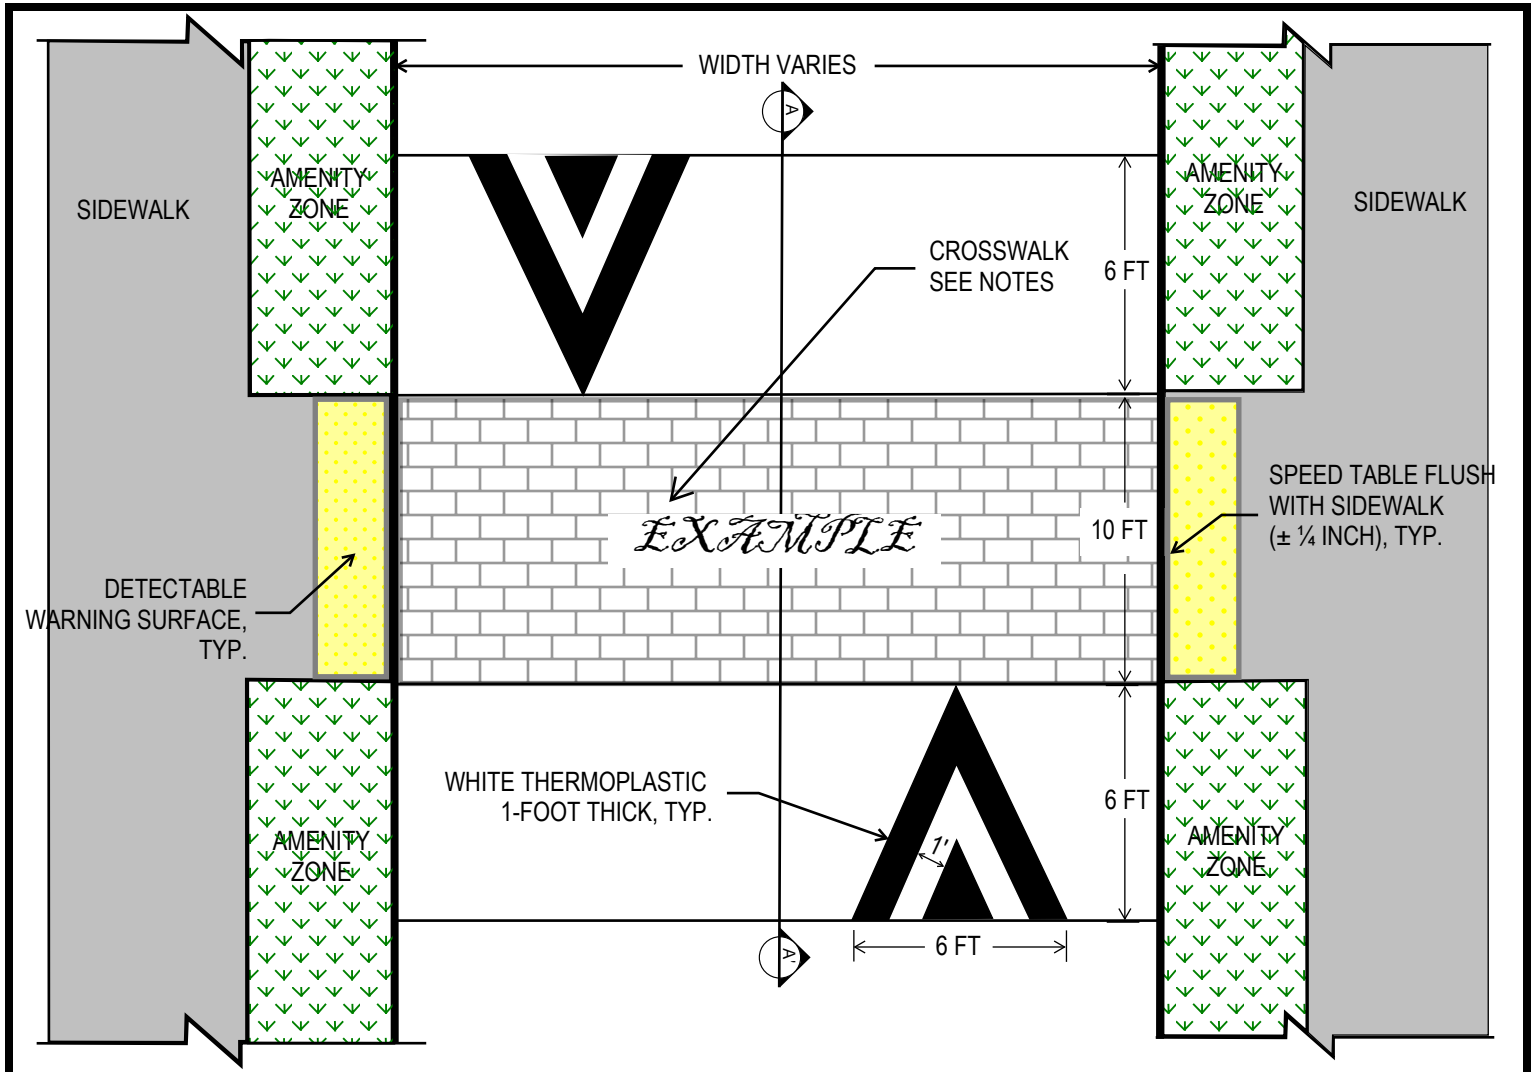 WIDTH VARIES
A
AMENITY
ZONE
SIDEWALK
AMENITY
ZONE
SIDEWALK
CROSSWALK
SEE NOTES
6 FT
EXAMPLE
10 FT
SPEED TABLE FLUSH
WITH SIDEWALK
(± ¼ INCH), TYP.
DETECTABLE
WARNING SURFACE,
TYP.
WHITE THERMOPLASTIC
1-FOOT THICK, TYP.
6 FT
1'
AMENITY
ZONE
AMENITY
ZONE
6 FT
A'